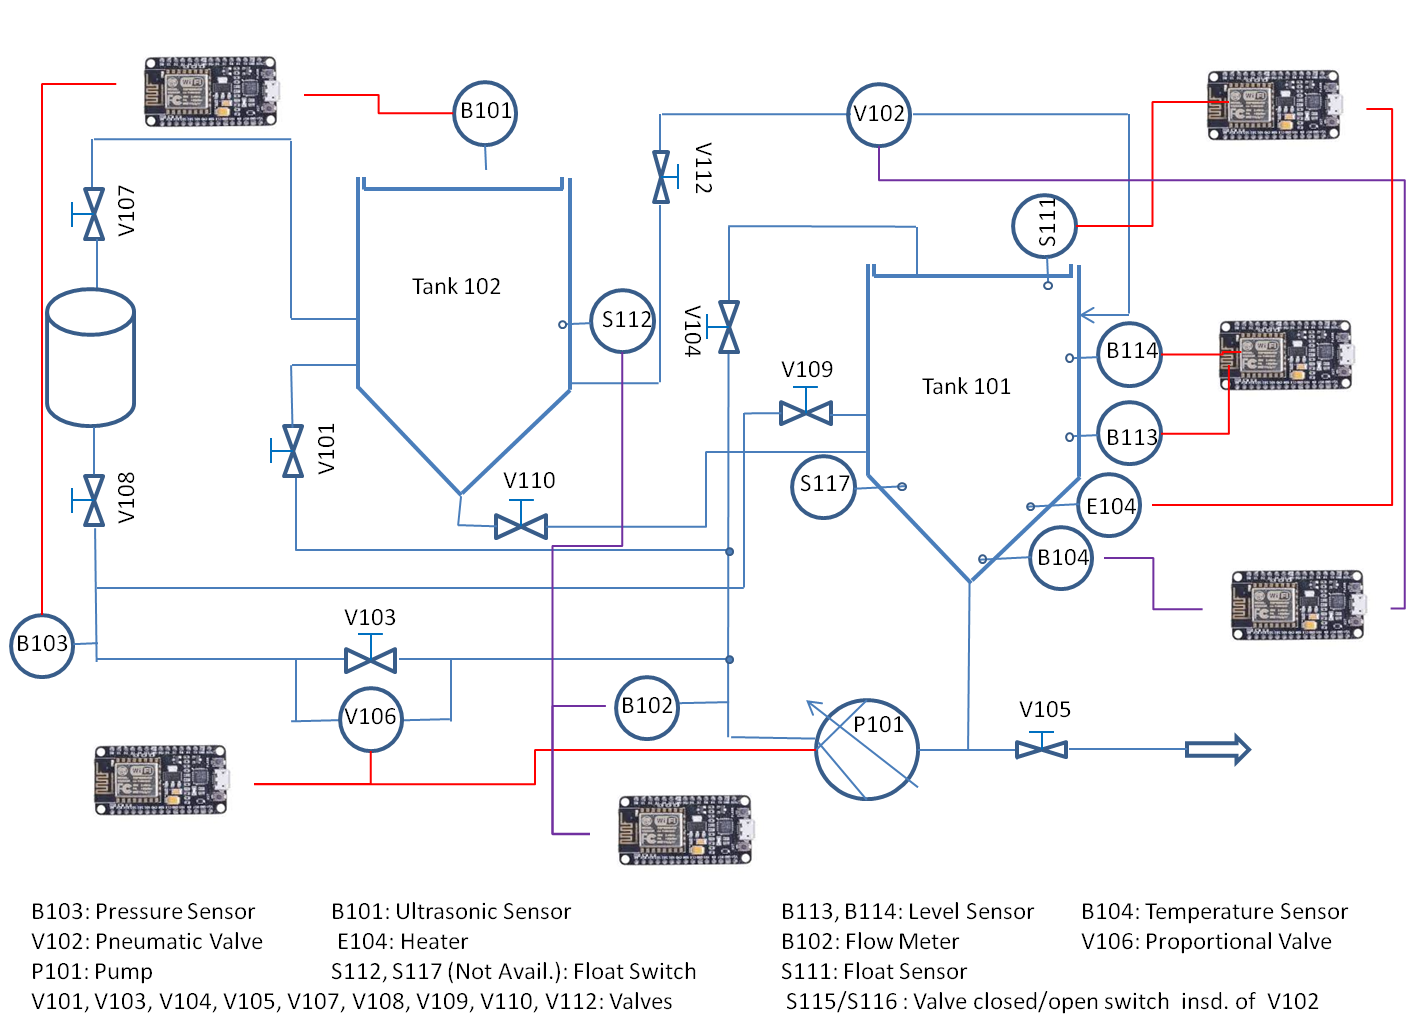 B101
V102
V112
V107
S111
Tank 102
S112
V104
B114
V109
Tank 101
V101
B113
V110
S117
V108
E104
B104
V103
B103
B102
V106
V105
P101
B103: Pressure Sensor B101: Ultrasonic Sensor B113, B114: Level Sensor B104: Temperature Sensor
V102: Pneumatic Valve E104: Heater B102: Flow Meter V106: Proportional Valve
P101: Pump S112, S117 (Not Avail.): Float Switch S111: Float Sensor
V101, V103, V104, V105, V107, V108, V109, V110, V112: Valves S115/S116 : Valve closed/open switch insd. of V102